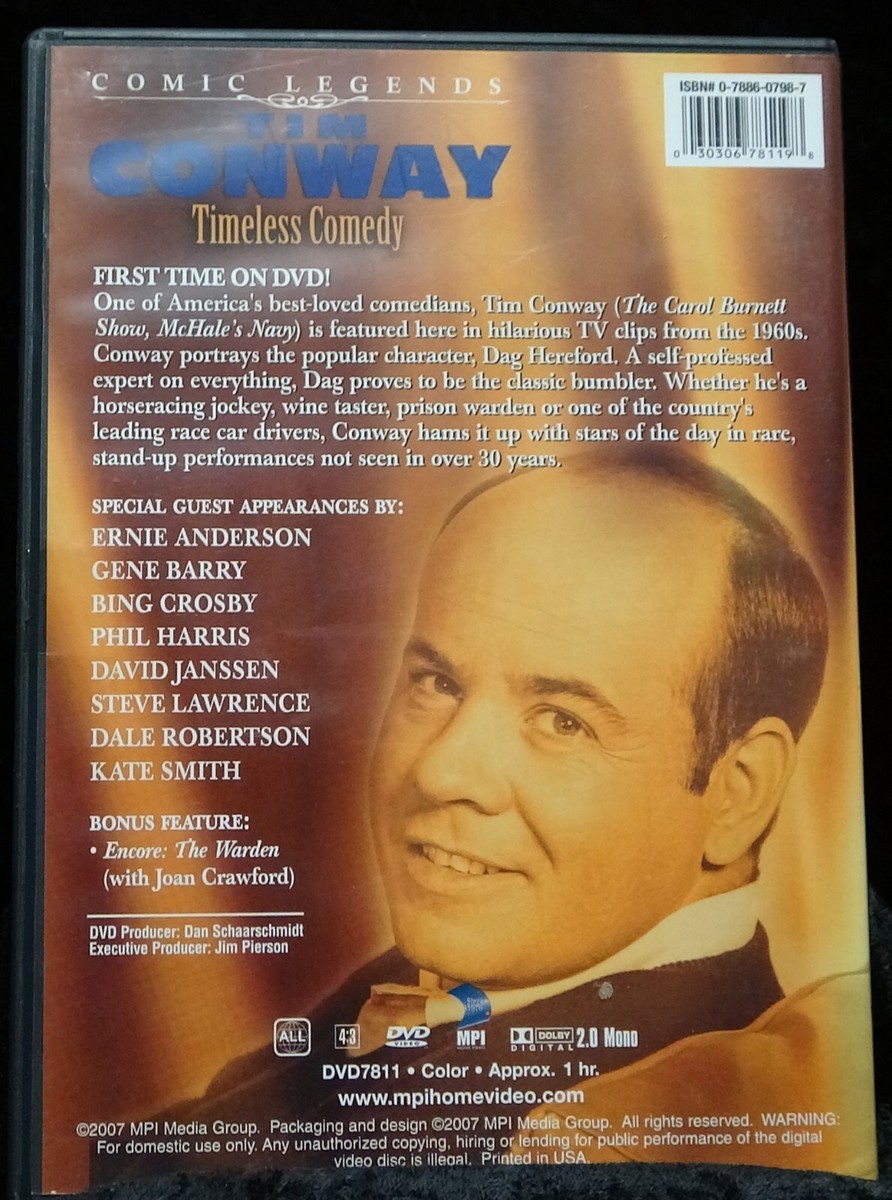 COMIC LEGENDS
ISBN# 0-7886-0798-7
0 30306 78119 8
TIM
CONWAY
Timeless Comedy
FIRST TIME ON DVD!
One of America's best-loved comedians, Tim Conway (The Carol Burnett
Show, McHale's Navy) is featured here in hilarious TV clips from the 1960s.
Conway portrays the popular character, Dag Hereford. A self-professed
expert on everything, Dag proves to be the classic bumbler. Whether he's a
horseracing jockey, wine taster, prison warden or one of the country's
leading race car drivers, Conway hams it up with stars of the day in rare,
stand-up performances not seen in over 30 years.
SPECIAL GUEST APPEARANCES BY:
ERNIE ANDERSON
GENE BARRY
BING CROSBY
PHIL HARRIS
DAVID JANSSEN
STEVE LAWRENCE
DALE ROBERTSON
KATE SMITH
BONUS FEATURE:
• Encore: The Warden
(with Joan Crawford)
DVD Producer: Dan Schaarschmidt
Executive Producer: Jim Pierson
ALL
4:3
DVD
VIDEO
MPI
DOLBY
DIGITAL
2.0 Mono
DVD7811 • Color • Approx. 1 hr.
www.mpihomevideo.com
©2007 MPI Media Group. Packaging and design ©2007 MPI Media Group. All rights reserved. WARNING:
For domestic use only. Any unauthorized copying, hiring or lending for public performance of the digital
video disc is illegal. Printed in USA.